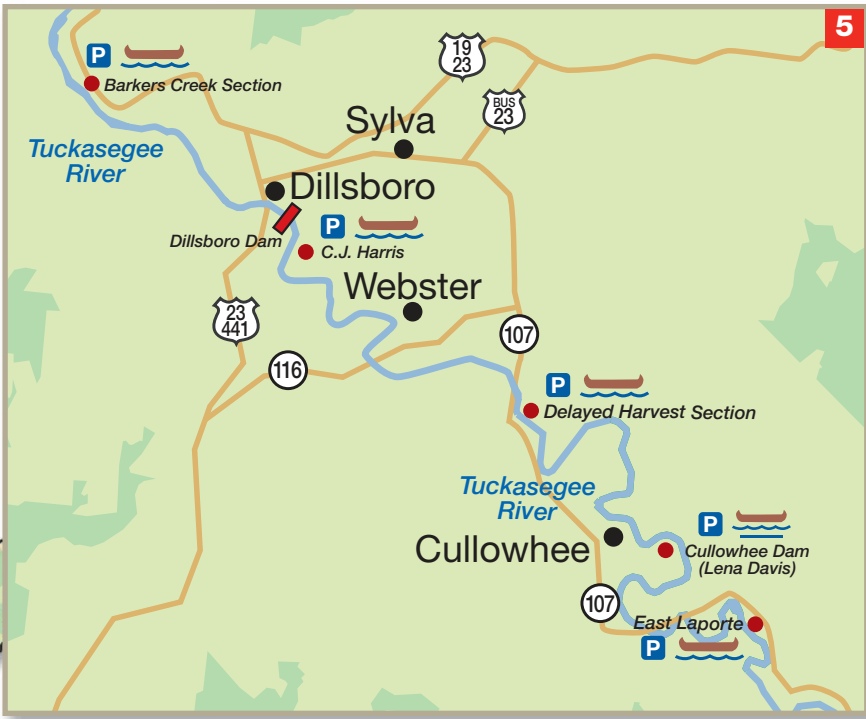 5
19
23
P
Barkers Creek Section
BUS
23
Sylva
Tuckasegee
River
Dillsboro
P
Dillsboro Dam
C.J. Harris
Webster
23
441
107
116
P
Delayed Harvest Section
Tuckasegee
River
P
Cullowhee
Cullowhee Dam
(Lena Davis)
107
East Laporte
P